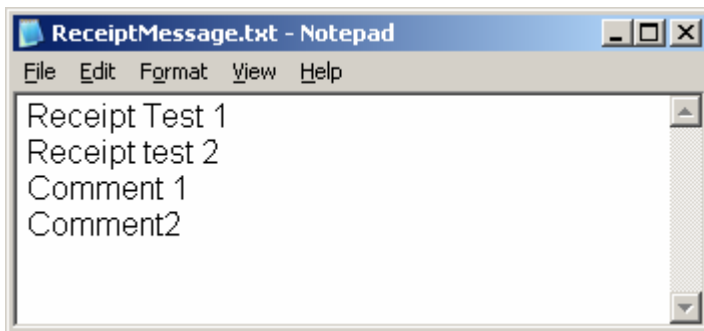 ReceiptMessage.txt - Notepad
File Edit Format View Help
Receipt Test 1
Receipt test 2
Comment 1
Comment2